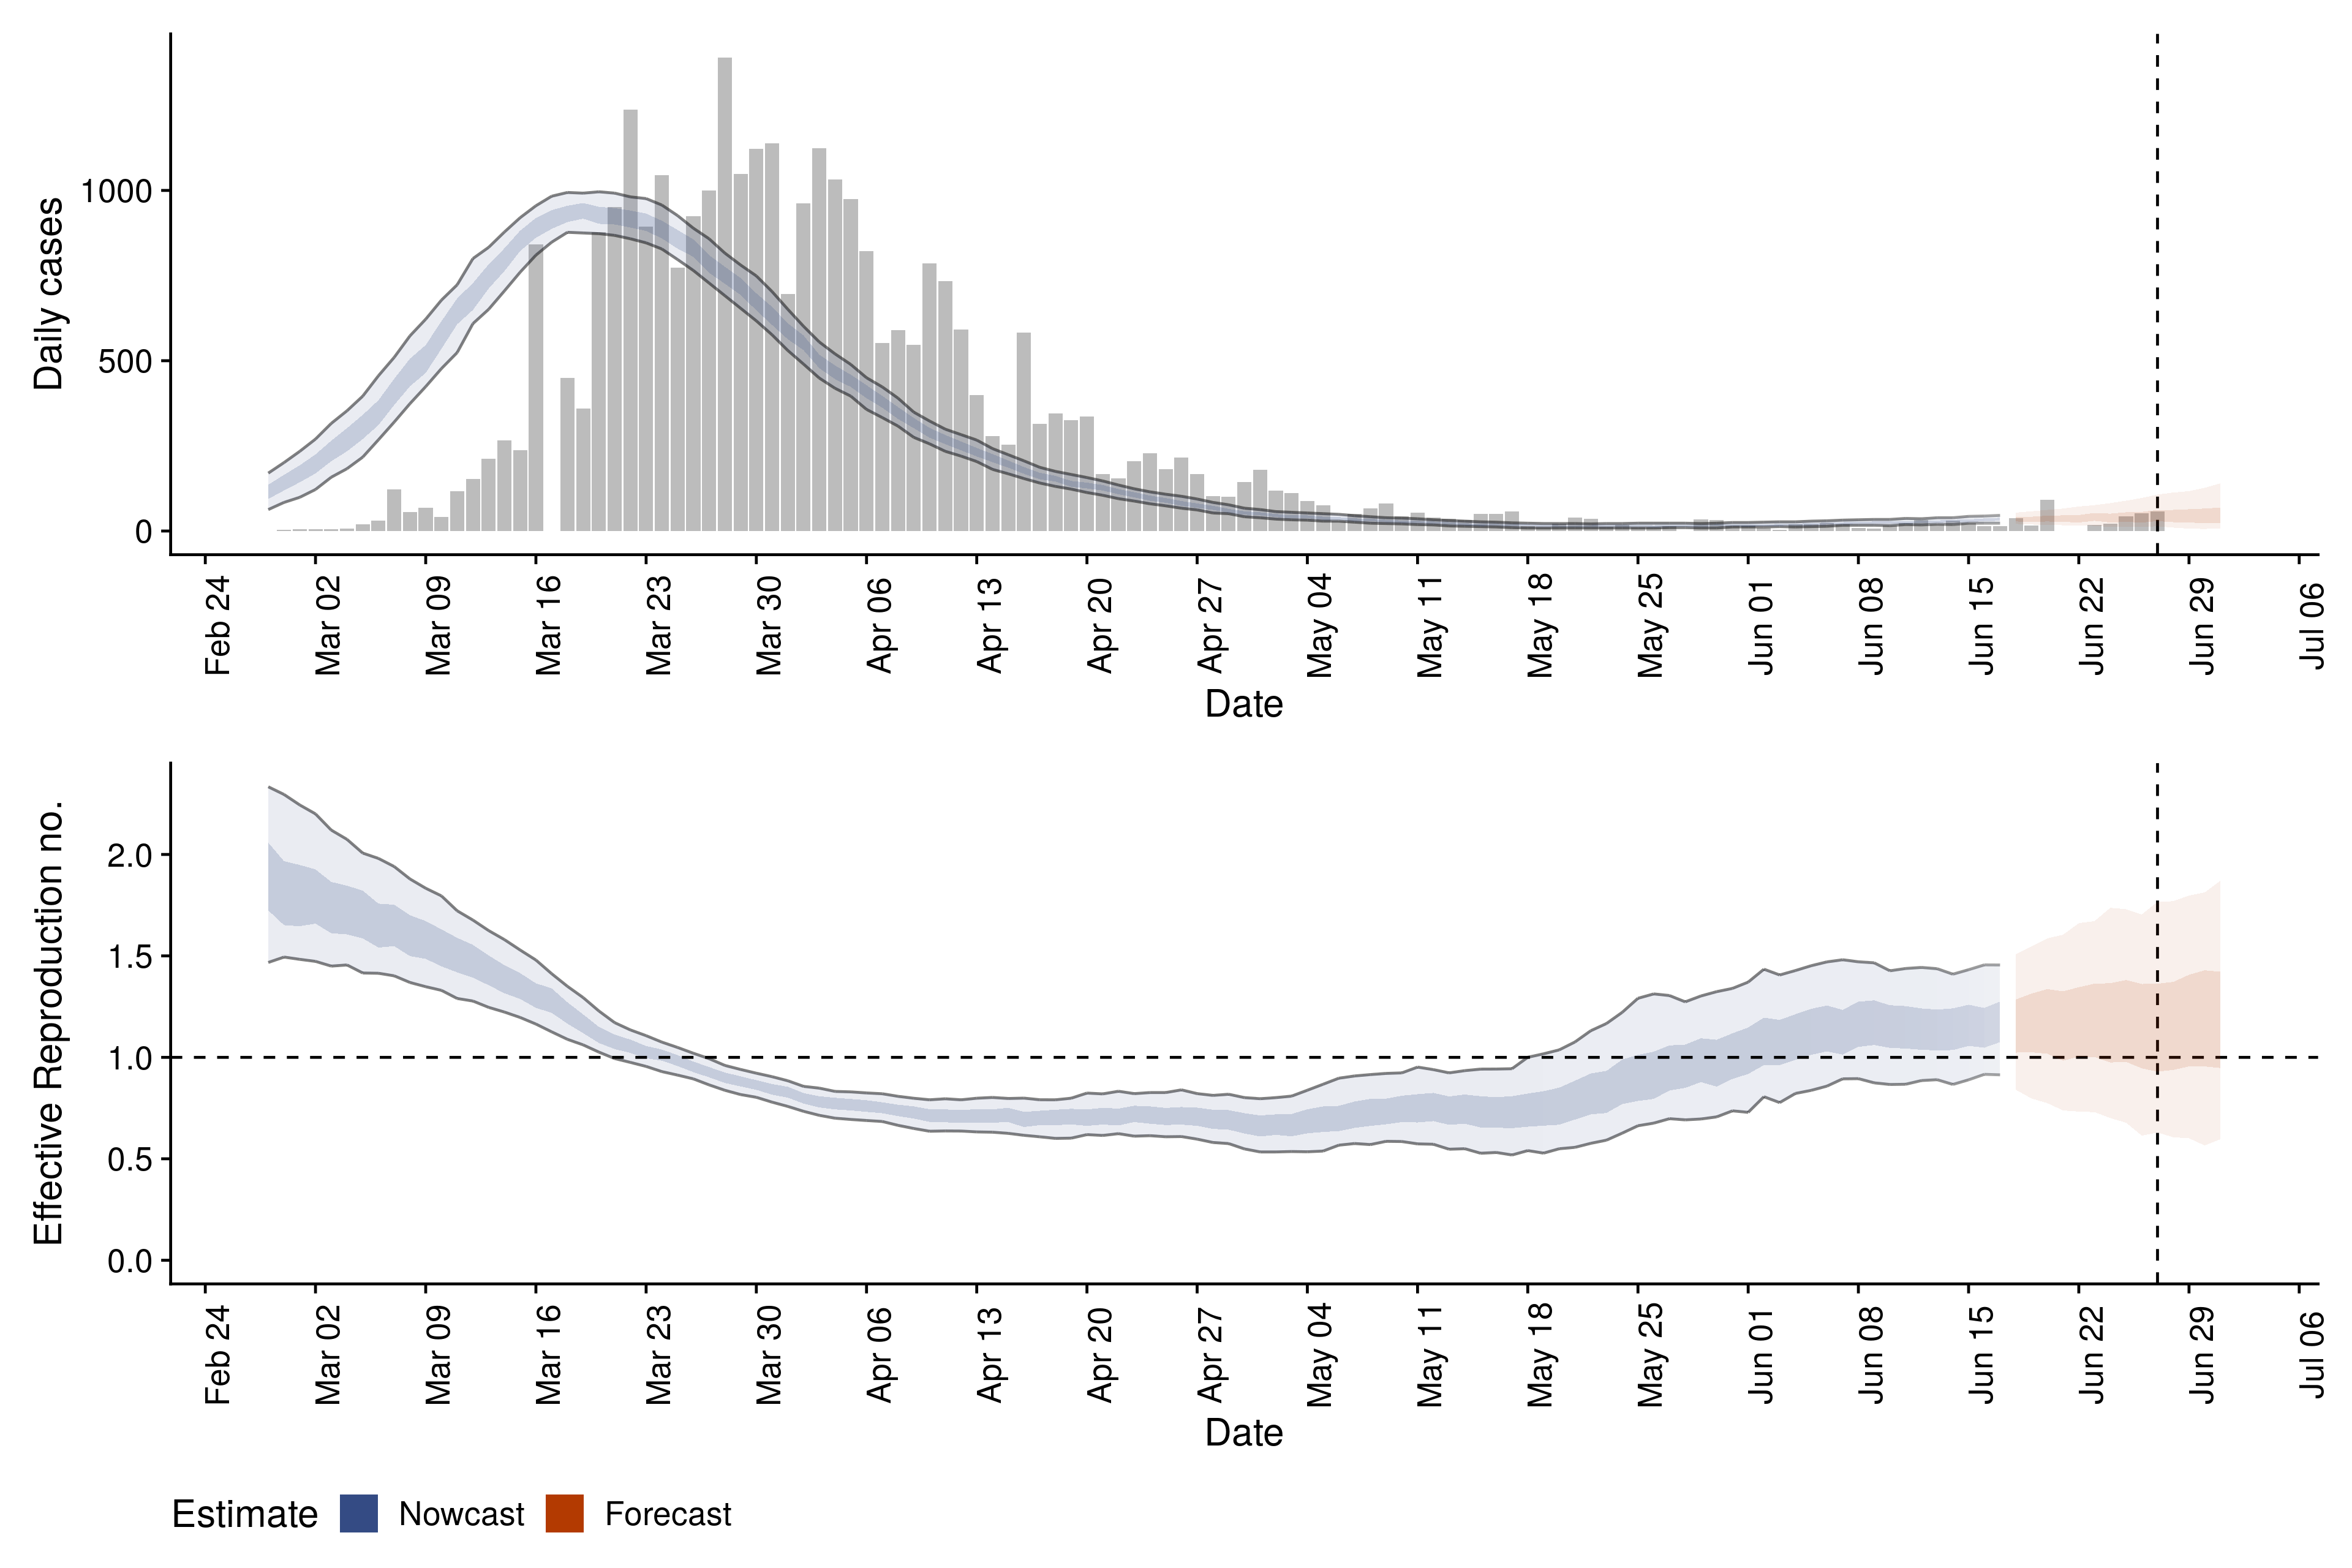 Daily cases
1000
500
0
Feb 24
Mar 02
Mar 09
Mar 16
Mar 23
Mar 30
Apr 06
Apr 13
Apr 20
Apr 27
May 04
May 11
May 18
May 25
Jun 01
Jun 08
Jun 15
Jun 22
Jun 29
Jul 06
Date
Effective Reproduction no.
2.0
1.5
1.0
0.5
0.0
Feb 24
Mar 02
Mar 09
Mar 16
Mar 23
Mar 30
Apr 06
Apr 13
Apr 20
Apr 27
May 04
May 11
May 18
May 25
Jun 01
Jun 08
Jun 15
Jun 22
Jun 29
Jul 06
Date
Estimate Nowcast Forecast